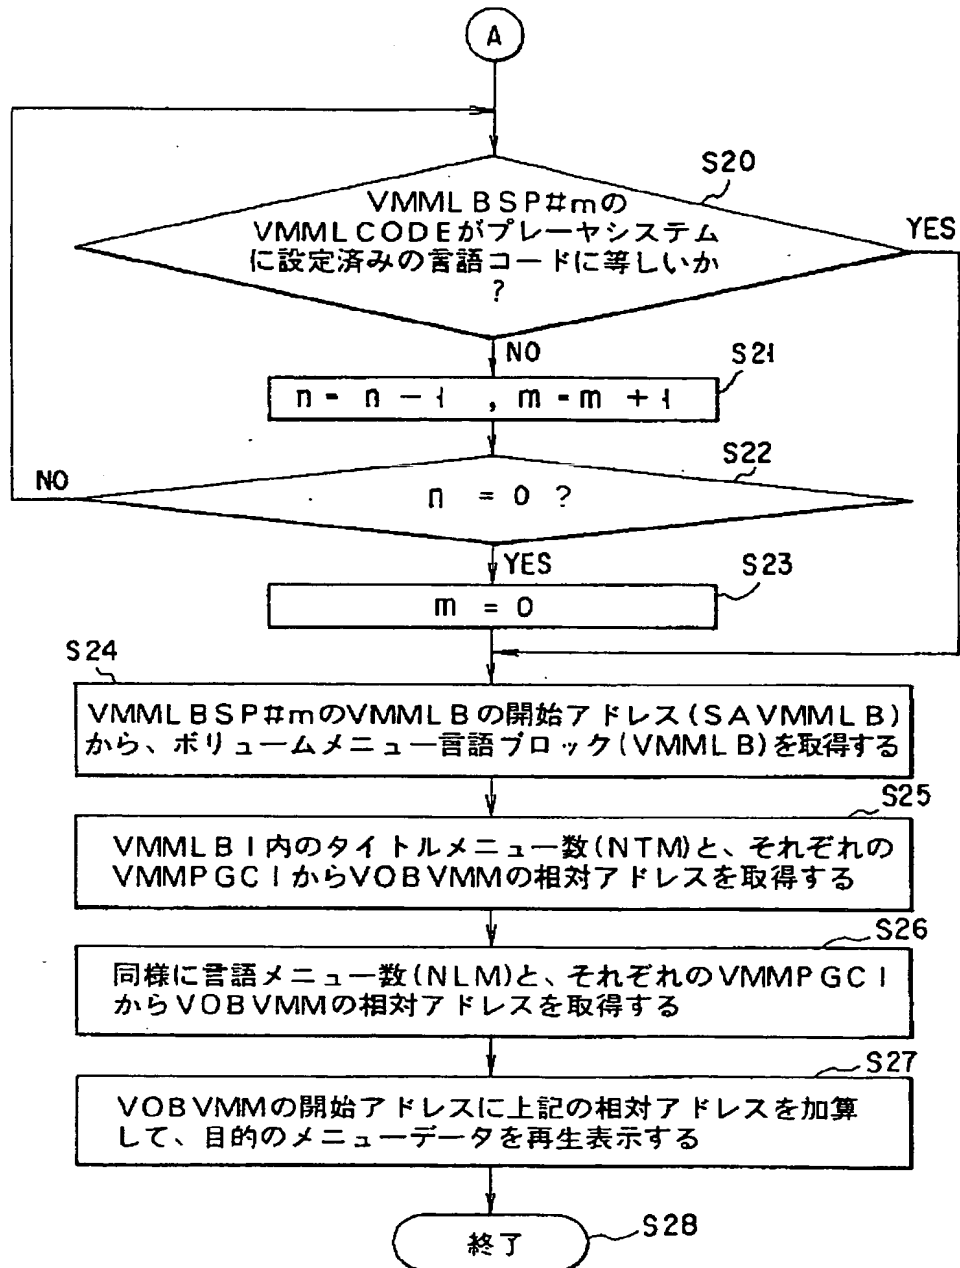 A
S20
VMMLBSP#mの
VMMLCODEがプレーヤシステム
に設定済みの言語コードに等しいか
?
YES
NO
S21
n = n - 1 , m = m + 1
S22
NO
n = 0 ?
YES
S23
m = 0
S24
VMMLBSP#mのVMMLBの開始アドレス(SAVMMLB)
から、ボリュームメニュー言語ブロック(VMMLB)を取得する
S25
VMMLBI内のタイトルメニュー数(NTM)と、それぞれの
VMMPGCIからVOBVMMの相対アドレスを取得する
S26
同様に言語メニュー数(NLM)と、それぞれのVMMPGCI
からVOBVMMの相対アドレスを取得する
S27
VOBVMMの開始アドレスに上記の相対アドレスを加算
して、目的のメニューデータを再生表示する
終了
S28